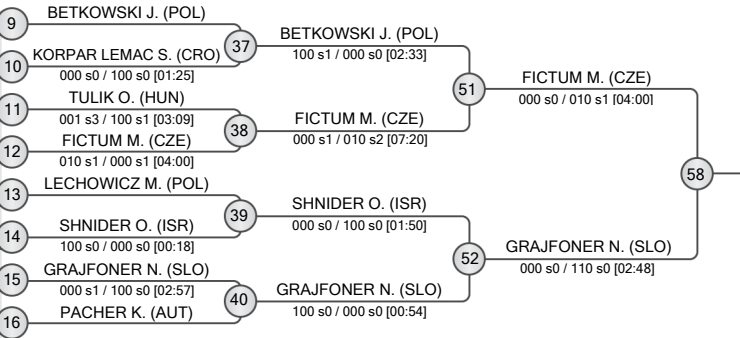 9
BETKOWSKI J. (POL)
10
KORPAR LEMAC S. (CRO)
000 s0 / 100 s0 [01:25]
11
TULIK O. (HUN)
001 s3 / 100 s1 [03:09]
12
FICTUM M. (CZE)
010 s1 / 000 s1 [04:00]
13
LECHOWICZ M. (POL)
14
SHNIDER O. (ISR)
100 s0 / 000 s0 [00:18]
15
GRAJFONER N. (SLO)
000 s1 / 100 s0 [02:57]
16
PACHER K. (AUT)
37
BETKOWSKI J. (POL)
100 s1 / 000 s0 [02:33]
38
FICTUM M. (CZE)
000 s1 / 010 s2 [07:20]
39
SHNIDER O. (ISR)
000 s0 / 100 s0 [01:50]
40
GRAJFONER N. (SLO)
100 s0 / 000 s0 [00:54]
51
FICTUM M. (CZE)
000 s0 / 010 s1 [04:00]
52
GRAJFONER N. (SLO)
000 s0 / 110 s0 [02:48]
58